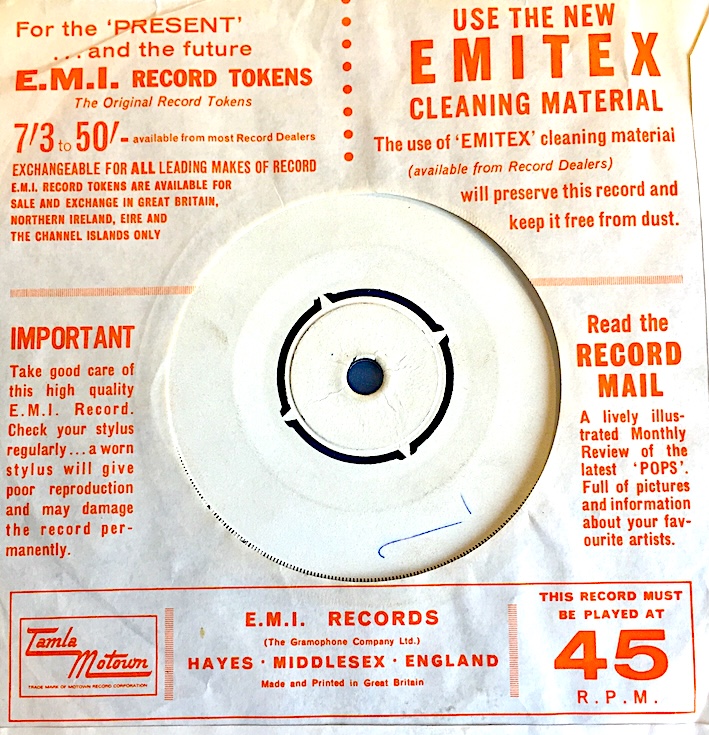 For the 'PRESENT'
...and the future
E.M.I. RECORD TOKENS
The Original Record Tokens
7/3 to 50/- available from most Record Dealers
EXCHANGEABLE FOR ALL LEADING MAKES OF RECORD
E.M.I. RECORD TOKENS ARE AVAILABLE FOR
SALE AND EXCHANGE IN GREAT BRITAIN,
NORTHERN IRELAND, EIRE AND
THE CHANNEL ISLANDS ONLY
USE THE NEW
EMITEX
CLEANING MATERIAL
The use of 'EMITEX' cleaning material
(available from Record Dealers)
will preserve this record and
keep it free from dust.
IMPORTANT
Take good care of
this high quality
E.M.I. Record.
Check your stylus
regularly...a worn
stylus will give
poor reproduction
and may damage
the record per-
manently.
Read the
RECORD
MAIL
A lively illus-
trated Monthly
Review of the
latest 'POPS'.
Full of pictures
and information
about your fav-
ourite artists.
Tamla
Motown
TRADE MARK OF MOTOWN RECORD CORPORATION
E.M.I. RECORDS
(The Gramophone Company Ltd.)
HAYES · MIDDLESEX · ENGLAND
Made and Printed in Great Britain
THIS RECORD MUST
BE PLAYED AT
45
R.P.M.